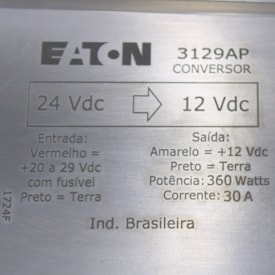 EATON 3129AP
CONVERSOR
24 Vdc 12 Vdc
Entrada:
Vermelho =
+20 a 29 Vdc
com fusível
Preto = Terra
Saída:
Amarelo = +12 Vdc
Preto = Terra
Potência: 360 Watts
Corrente: 30 A
1724F
Ind. Brasileira